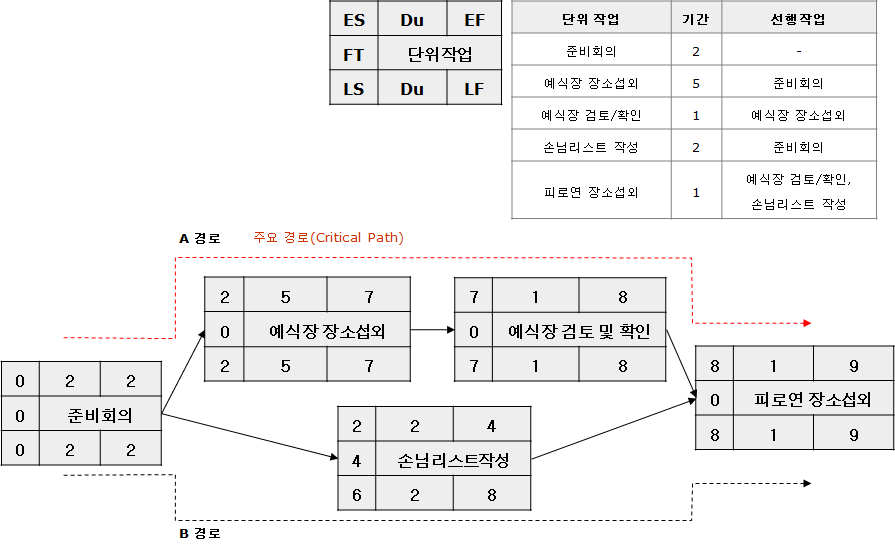 ES Du EF
FT 단위작업
LS Du LF
단위 작업 기간 선행작업
준비회의 2 -
예식장 장소섭외 5 준비회의
예식장 검토/확인 1 예식장 장소섭외
손님리스트 작성 2 준비회의
피로연 장소섭외 1 예식장 검토/확인,
손님리스트 작성
A 경로 주요 경로(Critical Path)
2 5 7
0 예식장 장소섭외
2 5 7
7 1 8
0 예식장 검토 및 확인
7 1 8
0 2 2
0 준비회의
0 2 2
2 2 4
4 손님리스트작성
6 2 8
8 1 9
0 피로연 장소섭외
8 1 9
B 경로